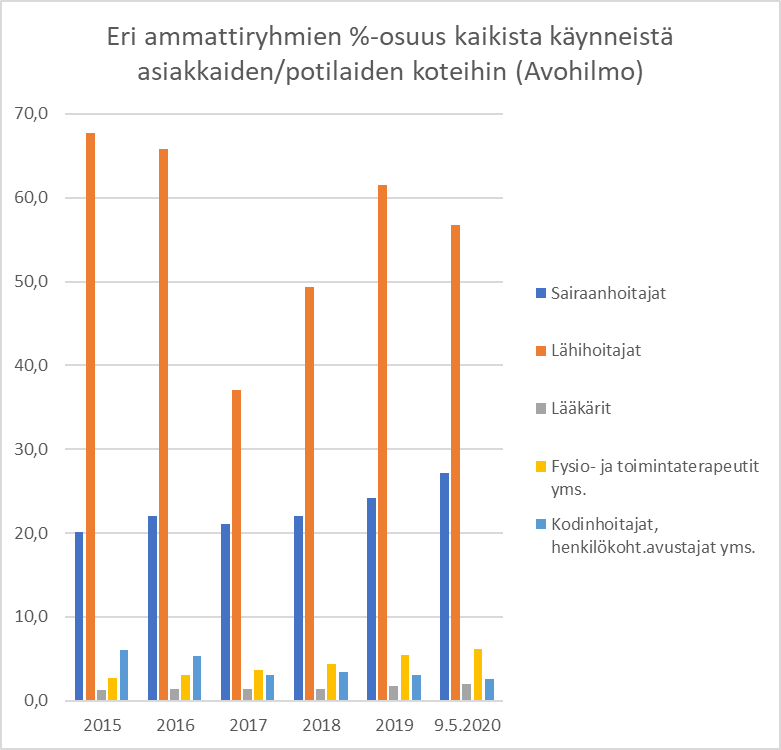 Eri ammattiryhmien %-osuus kaikista käynneistä
asiakkaiden/potilaiden koteihin (Avohilmo)
70,0
60,0
50,0
40,0
30,0
20,0
10,0
0,0
2015
2016
2017
2018
2019
9.5.2020
Sairaanhoitajat
Lähihoitajat
Lääkärit
Fysio- ja toimintaterapeutit
yms.
Kodinhoitajat,
henkilökoht.avustajat yms.